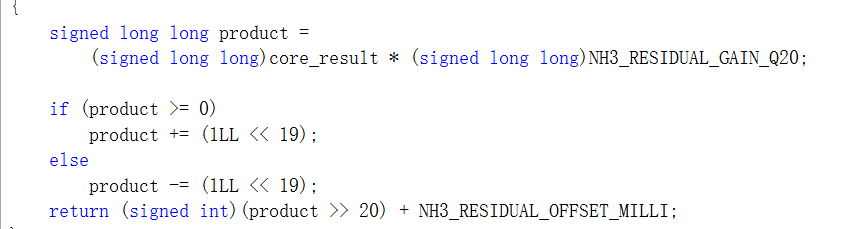 {
signed long long product =
(signed long long)core_result * (signed long long)NH3_RESIDUAL_GAIN_Q20;
if (product >= 0)
product += (1LL << 19);
else
product -= (1LL << 19);
return (signed int)(product >> 20) + NH3_RESIDUAL_OFFSET_MILLI;